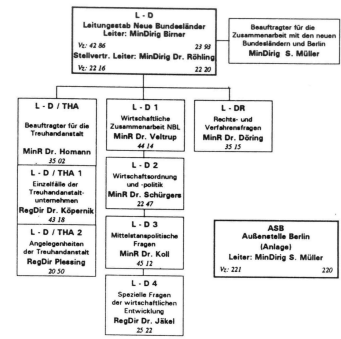 L - D
Leitungsstab Neue Bundesländer
Leiter: MinDirig Birner
Vz.: 42 86 23 93
Stellvertr. Leiter: MinDirig Dr. Röhling
Vz.: 22 16 22 20
Beauftragter für die
Zusammenarbeit mit den neuen
Bundesländern und Berlin
MinDirig S. Müller
L - D / THA
Beauftragter für die
Treuhandanstalt
MinR Dr. Homann
35 02
L - D / THA 1
Einzelfälle der
Treuhandanstalt-
unternehmen
RegDir Dr. Köpernik
43 18
L - D / THA 2
Angelegenheiten
der Treuhandanstalt
RegDir Plessing
20 50
L - D 1
Wirtschaftliche
Zusammenarbeit NBL
MinR Dr. Veltrup
44 14
L - D 2
Wirtschaftsordnung
und -politik
MinR Dr. Schürgers
22 47
L - D 3
Mittelstanspolitische
Fragen
MinR Dr. Koll
45 12
L - D 4
Spezielle Fragen
der wirtschaftlichen
Entwicklung
RegDir Dr. Jäkel
25 22
L - DR
Rechts- und
Verfahrensfragen
MinR Dr. Döring
35 15
ASB
Außenstelle Berlin
(Anlage)
Leiter: MinDirig S. Müller
Vz.: 221 220